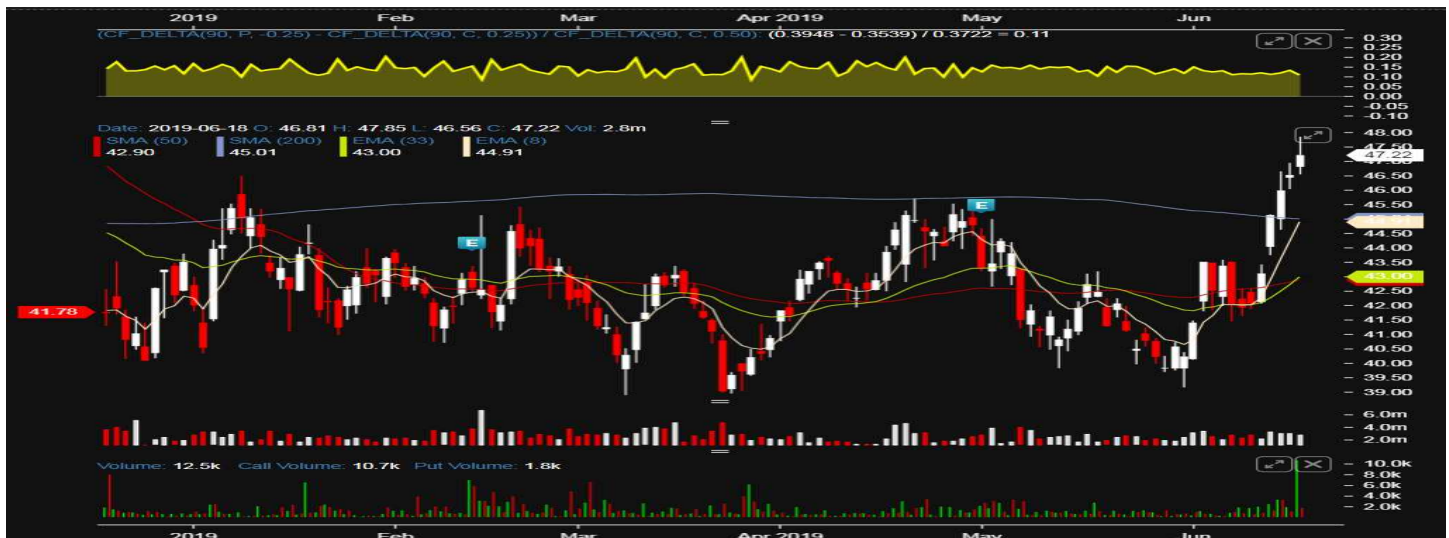 2019 Feb Mar Apr 2019 May Jun
(CF_DELTA(90, P, -0.25) - CF_DELTA(90, C, 0.25)) / CF_DELTA(90, C, 0.50): (0.3948 - 0.3539) / 0.3722 = 0.11
0.30
0.25
0.20
0.15
0.10
0.05
0.00
-0.05
-0.10
Date: 2019-06-18 O: 46.81 H: 47.85 L: 46.56 C: 47.22 Vol: 2.8m
SMA (50) SMA (200) EMA (33) EMA (8)
42.90 45.01 43.00 44.91
48.00
47.50
47.22
46.50
46.00
45.50
44.50
44.00
43.50
43.00
42.50
42.00
41.78
41.50
41.00
40.50
40.00
39.50
39.00
E
E
6.0m
4.0m
2.0m
Volume: 12.5k Call Volume: 10.7k Put Volume: 1.8k
10.0k
8.0k
6.0k
4.0k
2.0k
2019 Feb Mar Apr 2019 May Jun